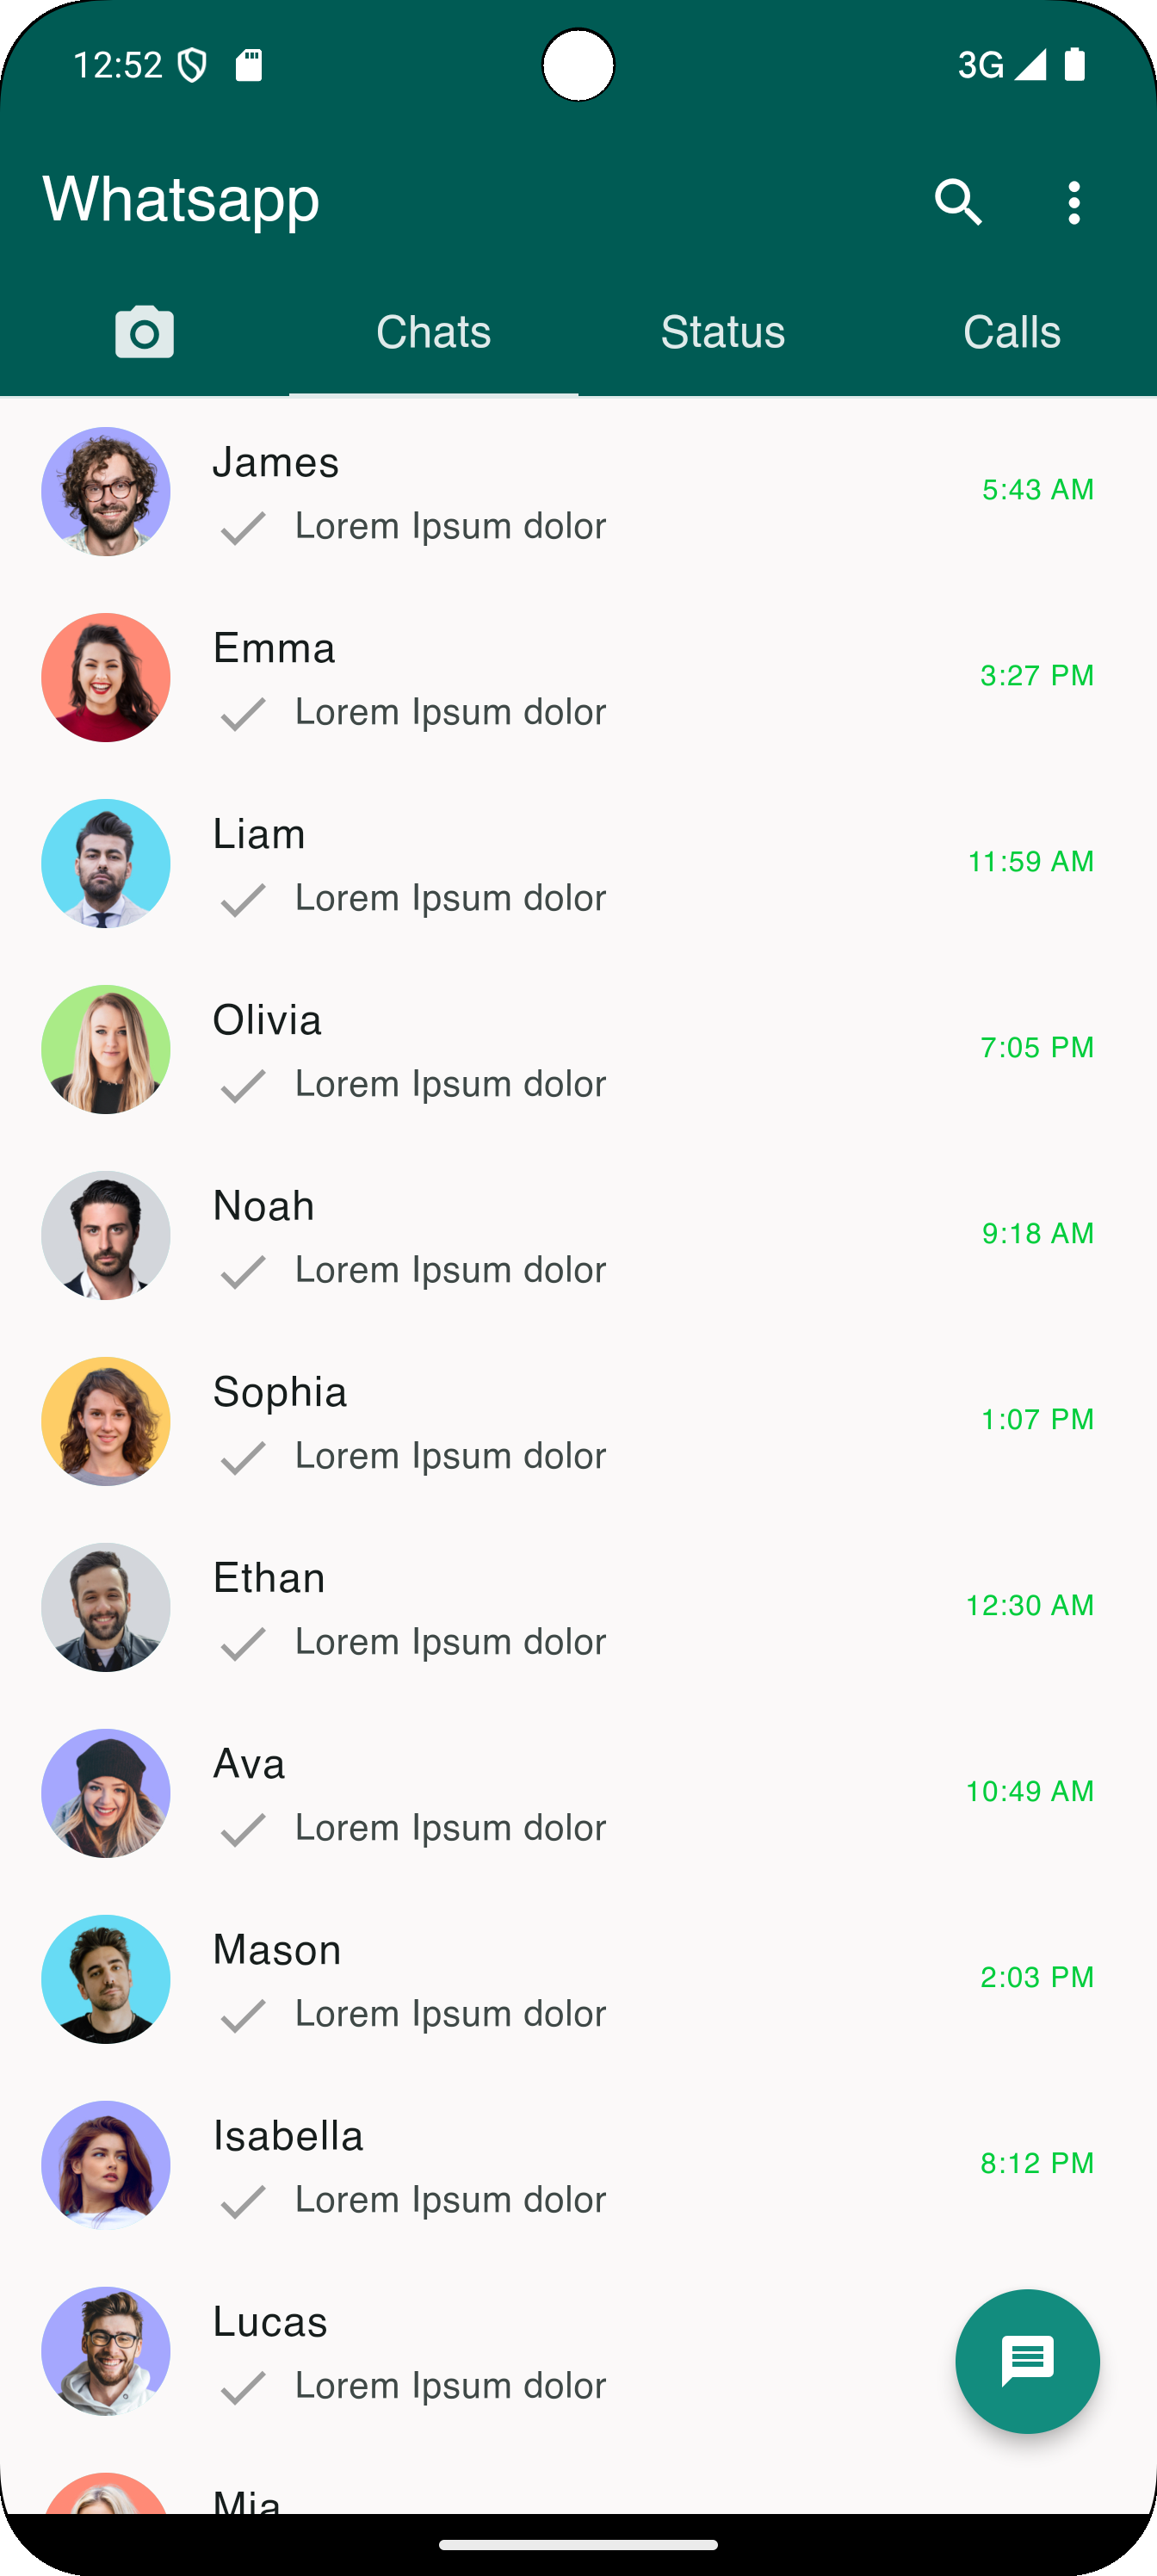 12:52 3G
Whatsapp
Chats Status Calls
James
5:43 AM
Lorem Ipsum dolor
Emma
3:27 PM
Lorem Ipsum dolor
Liam
11:59 AM
Lorem Ipsum dolor
Olivia
7:05 PM
Lorem Ipsum dolor
Noah
9:18 AM
Lorem Ipsum dolor
Sophia
1:07 PM
Lorem Ipsum dolor
Ethan
12:30 AM
Lorem Ipsum dolor
Ava
10:49 AM
Lorem Ipsum dolor
Mason
2:03 PM
Lorem Ipsum dolor
Isabella
8:12 PM
Lorem Ipsum dolor
Lucas
Lorem Ipsum dolor
Mia